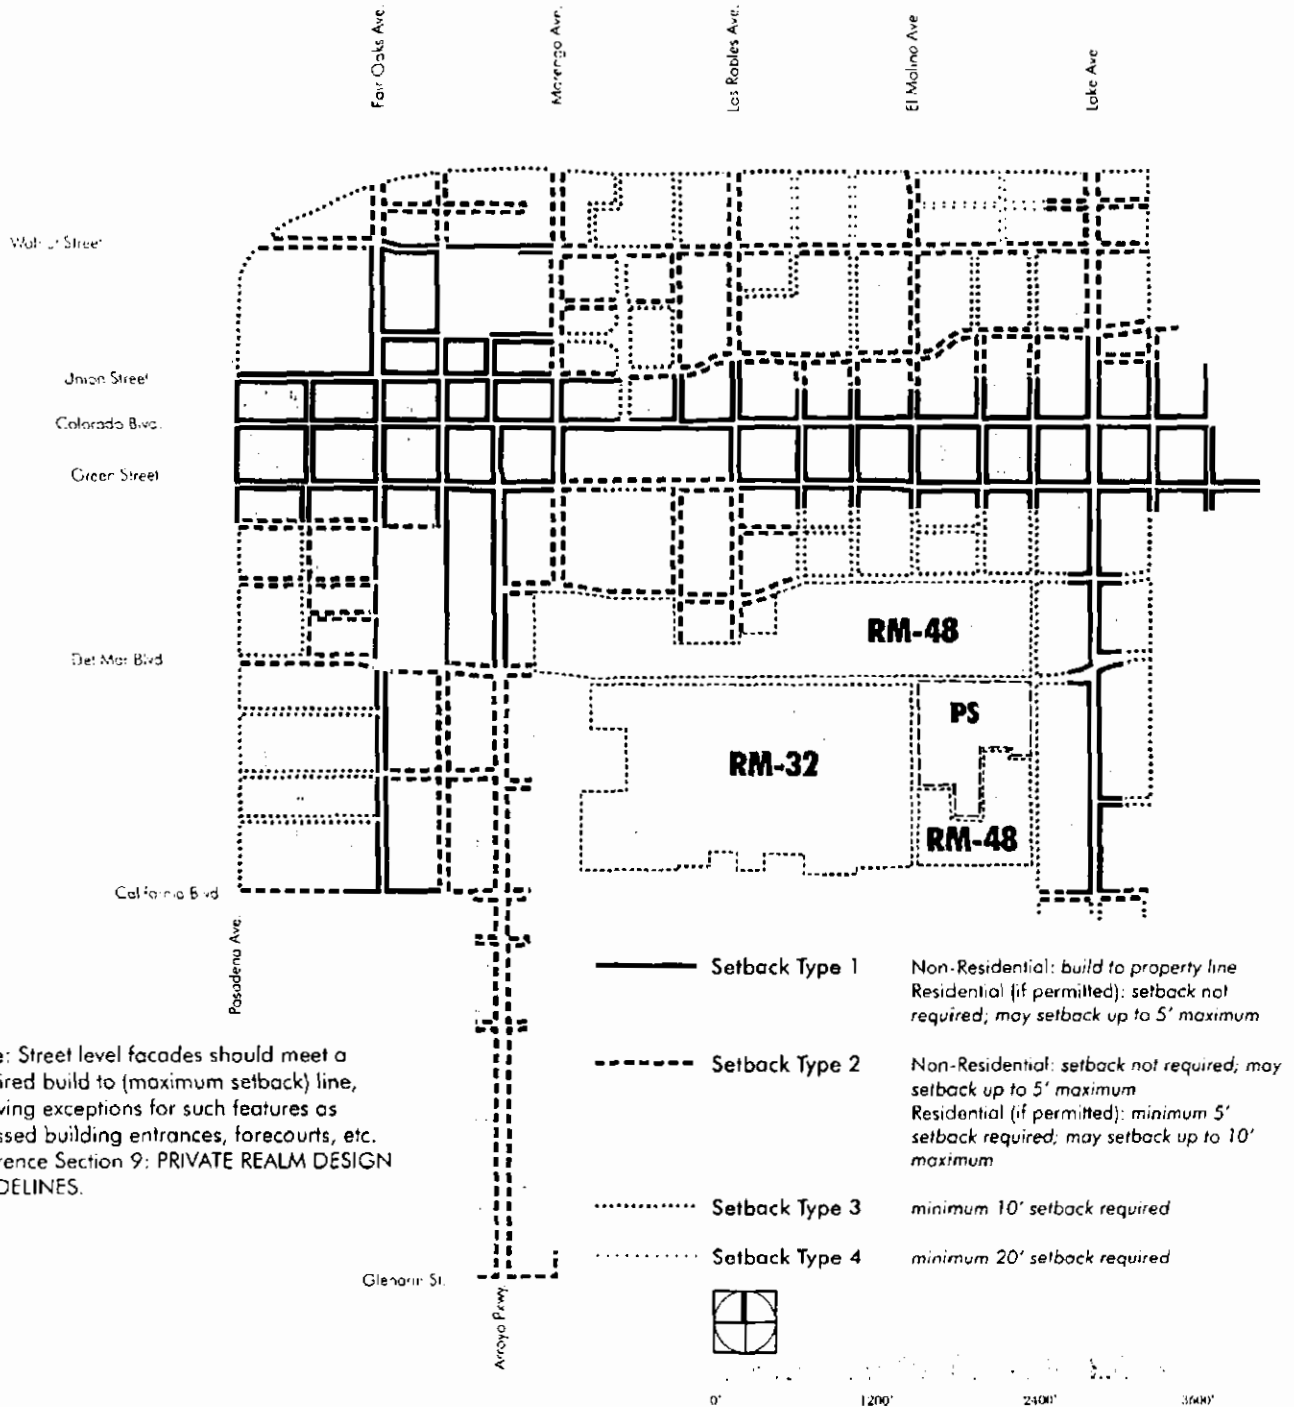 Fair Oaks Ave.
Marengo Ave.
Los Robles Ave.
El Molino Ave
Lake Ave
Street
Union Street
Colorado Blvd.
Green Street
Del Mar Blvd
California Blvd
Pasadena Ave.
RM-48
PS
RM-32
RM-48
Setback Type 1
Non-Residential: build to property line
Residential (if permitted): setback not
required; may setback up to 5' maximum
Setback Type 2
Non-Residential: setback not required; may
setback up to 5' maximum
Residential (if permitted): minimum 5'
setback required; may setback up to 10'
maximum
Setback Type 3
minimum 10' setback required
Setback Type 4
minimum 20' setback required
e: Street level facades should meet a
ired build to (maximum setback) line,
ving exceptions for such features as
ssed building entrances, forecourts, etc.
rence Section 9: PRIVATE REALM DESIGN
DELINES.
Glenarm St.
Arroyo Pkwy.
0'
1200'
2400'
3600'